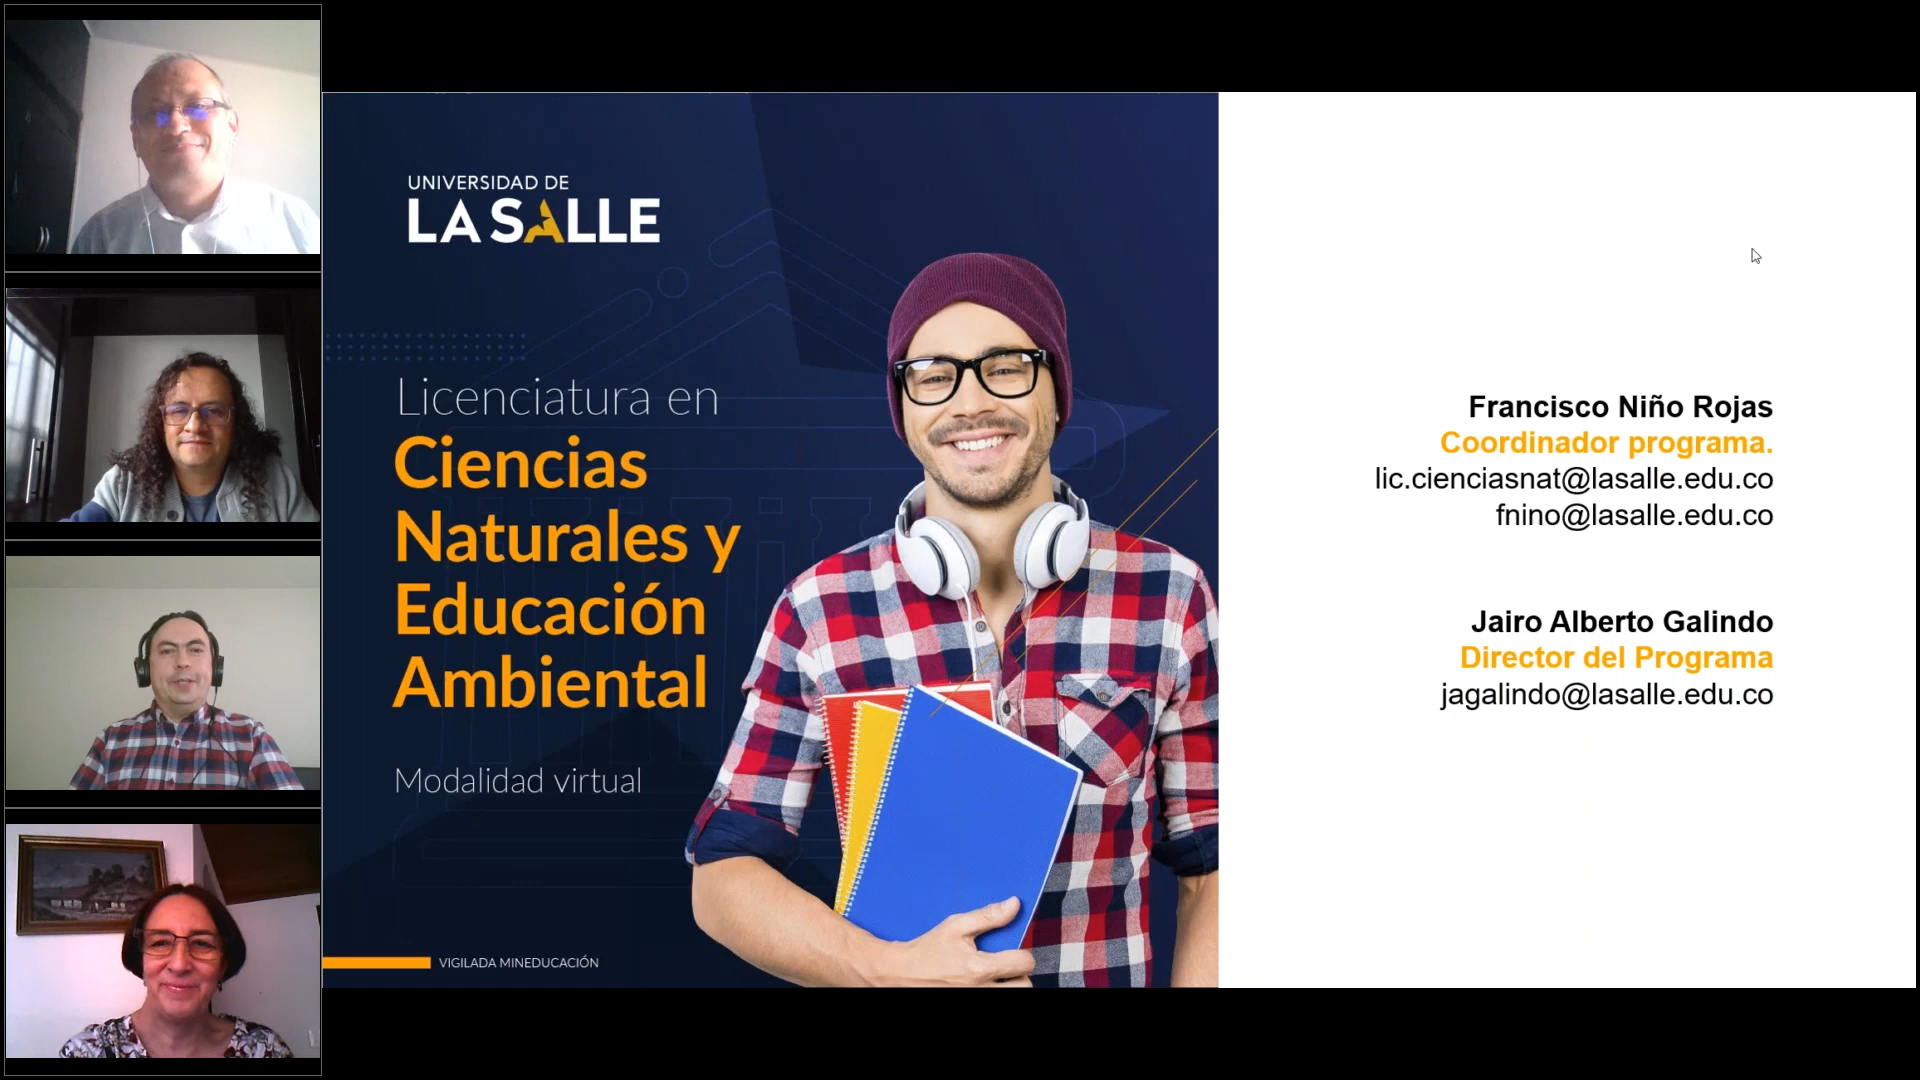 UNIVERSIDAD DE
LA SALLE
Licenciatura en
Ciencias
Naturales y
Educación
Ambiental
Modalidad virtual
VIGILADA MINEDUCACIÓN
Francisco Niño Rojas
Coordinador programa.
lic.cienciasnat@lasalle.edu.co
fnino@lasalle.edu.co
Jairo Alberto Galindo
Director del Programa
jagalindo@lasalle.edu.co